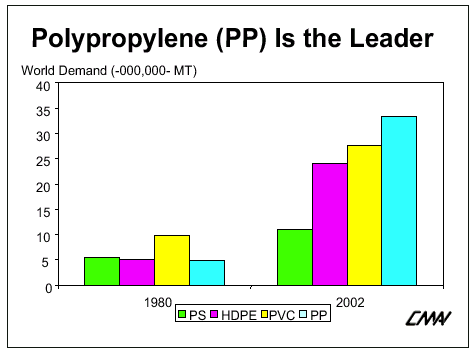 Polypropylene (PP) Is the Leader
World Demand (-000,000- MT)
40
35
30
25
20
15
10
5
0
1980 2002
PS HDPE PVC PP
CMAI